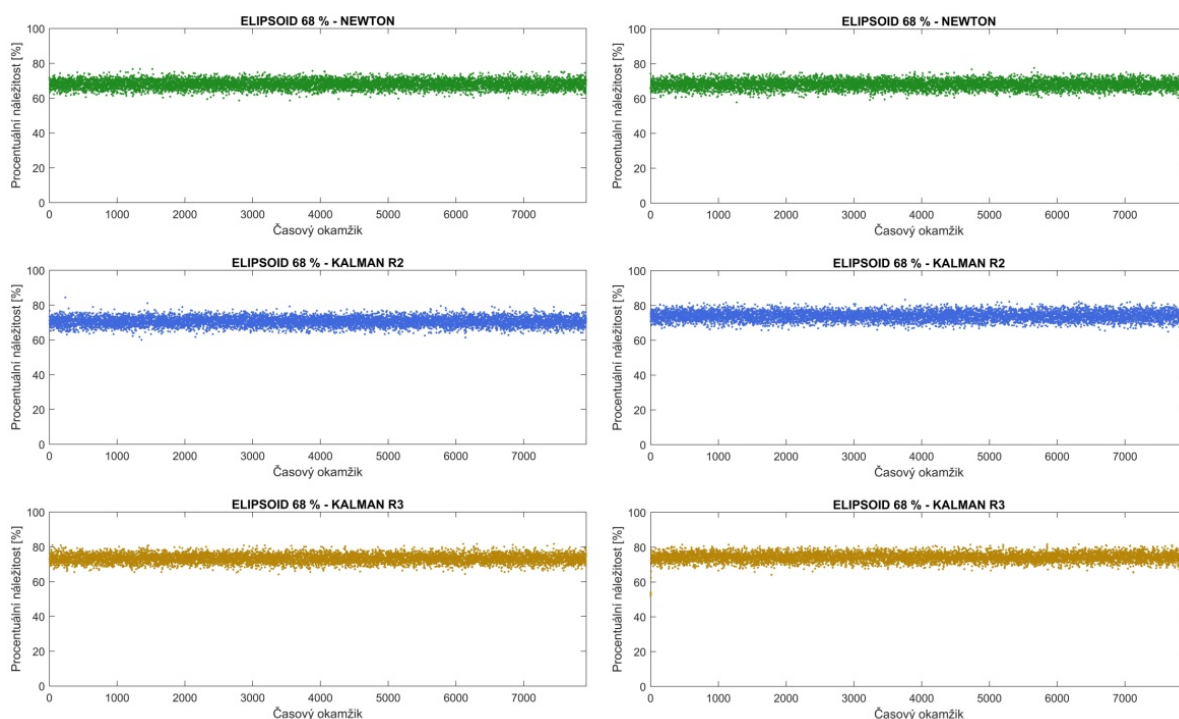 ELIPSOID 68 % - NEWTON
Procentuální náležitost [%]
100
80
60
40
20
0
0 1000 2000 3000 4000 5000 6000 7000
Časový okamžik
ELIPSOID 68 % - NEWTON
Procentuální náležitost [%]
100
80
60
40
20
0
0 1000 2000 3000 4000 5000 6000 7000
Časový okamžik
ELIPSOID 68 % - KALMAN R2
Procentuální náležitost [%]
100
80
60
40
20
0
0 1000 2000 3000 4000 5000 6000 7000
Časový okamžik
ELIPSOID 68 % - KALMAN R2
Procentuální náležitost [%]
100
80
60
40
20
0
0 1000 2000 3000 4000 5000 6000 7000
Časový okamžik
ELIPSOID 68 % - KALMAN R3
Procentuální náležitost [%]
100
80
60
40
20
0
0 1000 2000 3000 4000 5000 6000 7000
Časový okamžik
ELIPSOID 68 % - KALMAN R3
Procentuální náležitost [%]
100
80
60
40
20
0
0 1000 2000 3000 4000 5000 6000 7000
Časový okamžik